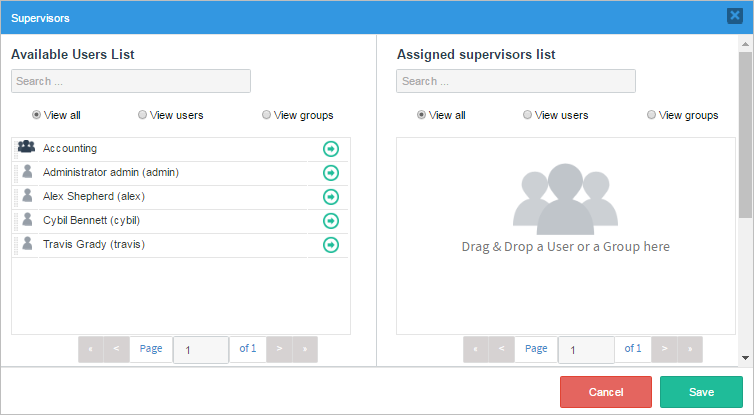 Supervisors
Available Users List
Search ...
View all View users View groups
Accounting
Administrator admin (admin)
Alex Shepherd (alex)
Cybil Bennett (cybil)
Travis Grady (travis)
« < Page 1 of 1 > »
Assigned supervisors list
Search ...
View all View users View groups
Drag & Drop a User or a Group here
« < Page 1 of 1 > »
Cancel Save